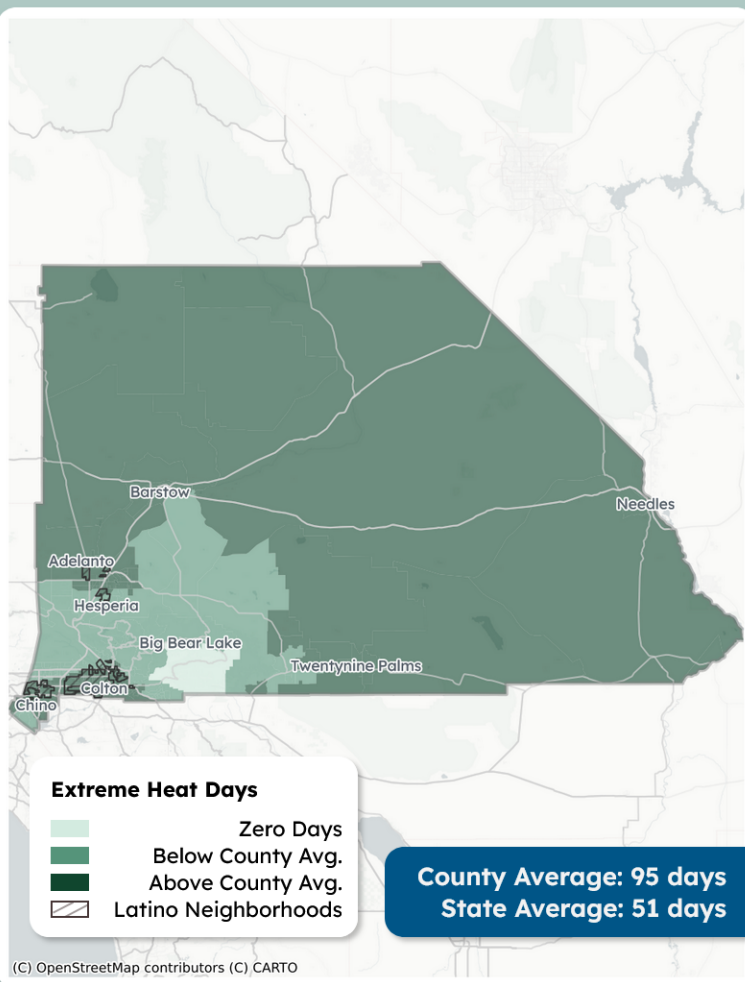 Barstow
Needles
Adelanto
Hesperia
Big Bear Lake
Twentynine Palms
Colton
Chino
Extreme Heat Days
Zero Days
Below County Avg.
Above County Avg.
Latino Neighborhoods
County Average: 95 days
State Average: 51 days
(C) OpenStreetMap contributors (C) CARTO